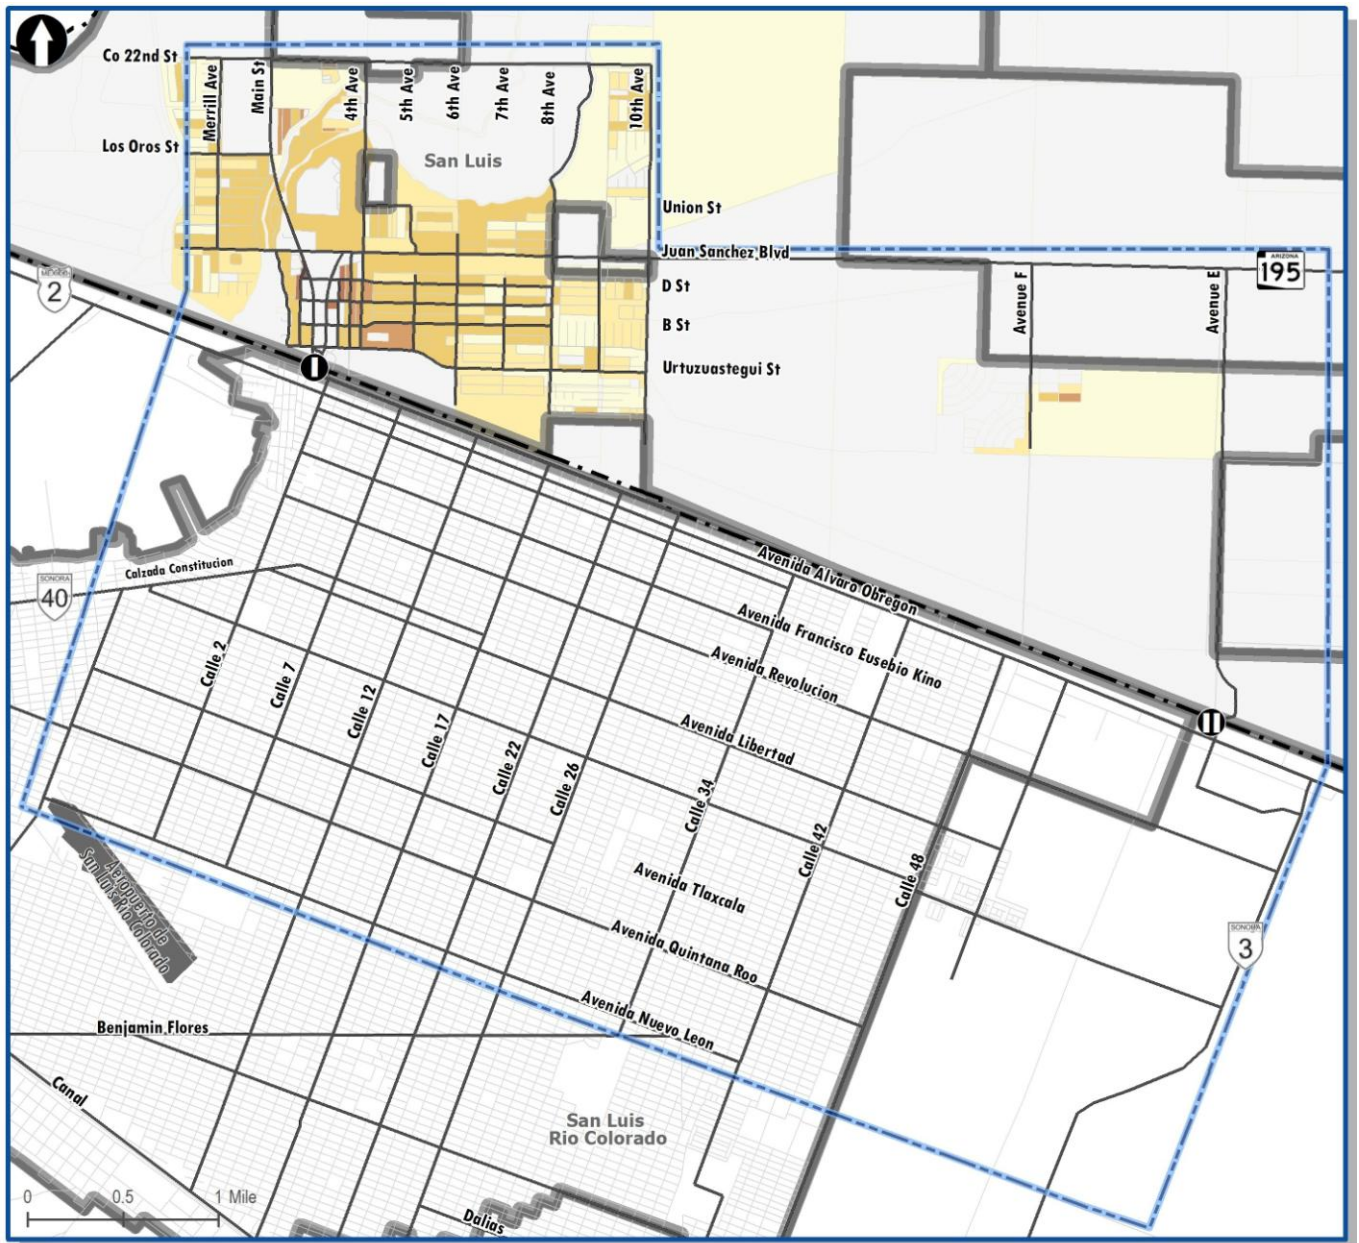 Co 22nd St
Merrill Ave
Main St
4th Ave
5th Ave
6th Ave
7th Ave
8th Ave
10th Ave
Los Oros St
San Luis
Union St
Juan Sanchez Blvd
ARIZONA
195
MEXICO
2
D St
Avenue F
Avenue E
B St
Urtuzuastegui St
I
Avenida Alvaro Obregon
Calzada Constitucion
SONORA
40
Avenida Francisco Eusebio Kino
Avenida Revolucion
Calle 2
Calle 7
Calle 12
Calle 17
Calle 22
Calle 26
Avenida Libertad
II
Calle 34
Calle 42
Calle 48
Aeropuerto de
San Luis Rio Colorado
Avenida Tlaxcala
Avenida Quintana Roo
SONORA
3
Avenida Nuevo Leon
Benjamin Flores
Canal
San Luis
Rio Colorado
0 0.5 1 Mile
Dalias